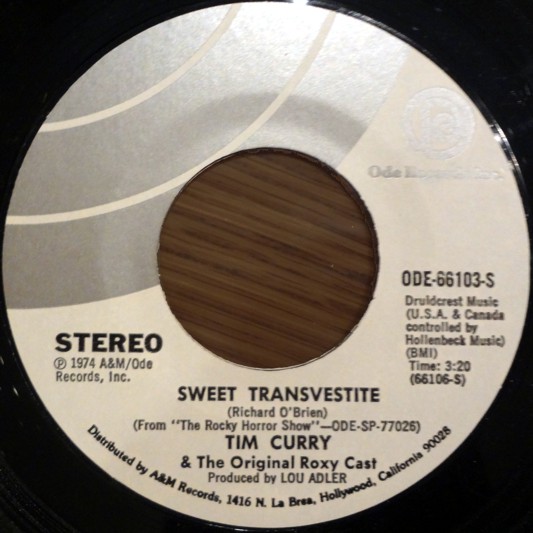 Ode Records Inc.
ODE-66103-S
Druidcrest Music
(U.S.A. & Canada
controlled by
Hollenbeck Music)
(BMI)
Time: 3:20
(66106-S)
STEREO
℗ 1974 A&M/Ode
Records, Inc.
SWEET TRANSVESTITE
(Richard O'Brien)
(From "The Rocky Horror Show"—ODE-SP-77026)
TIM CURRY
& The Original Roxy Cast
Produced by LOU ADLER
Distributed by A&M Records, 1416 N. La Brea, Hollywood, California 90028